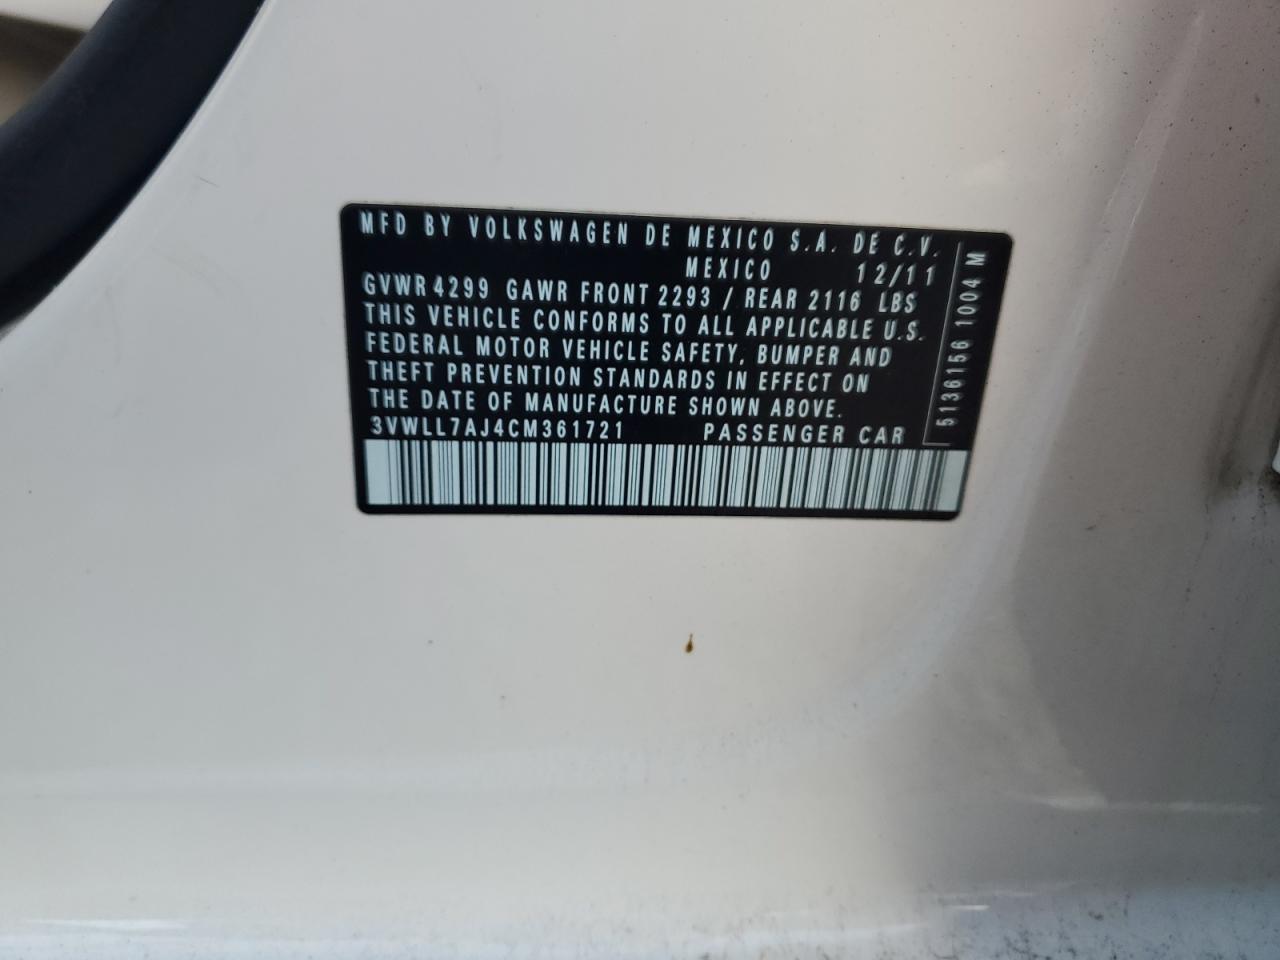 MFD BY VOLKSWAGEN DE MEXICO S.A. DE C.V.
MEXICO 12/11
GVWR 4299 GAWR FRONT 2293 / REAR 2116 LBS
THIS VEHICLE CONFORMS TO ALL APPLICABLE U.S.
FEDERAL MOTOR VEHICLE SAFETY, BUMPER AND
THEFT PREVENTION STANDARDS IN EFFECT ON
THE DATE OF MANUFACTURE SHOWN ABOVE.
3VWLL7AJ4CM361721 PASSENGER CAR
5136156 1004 M